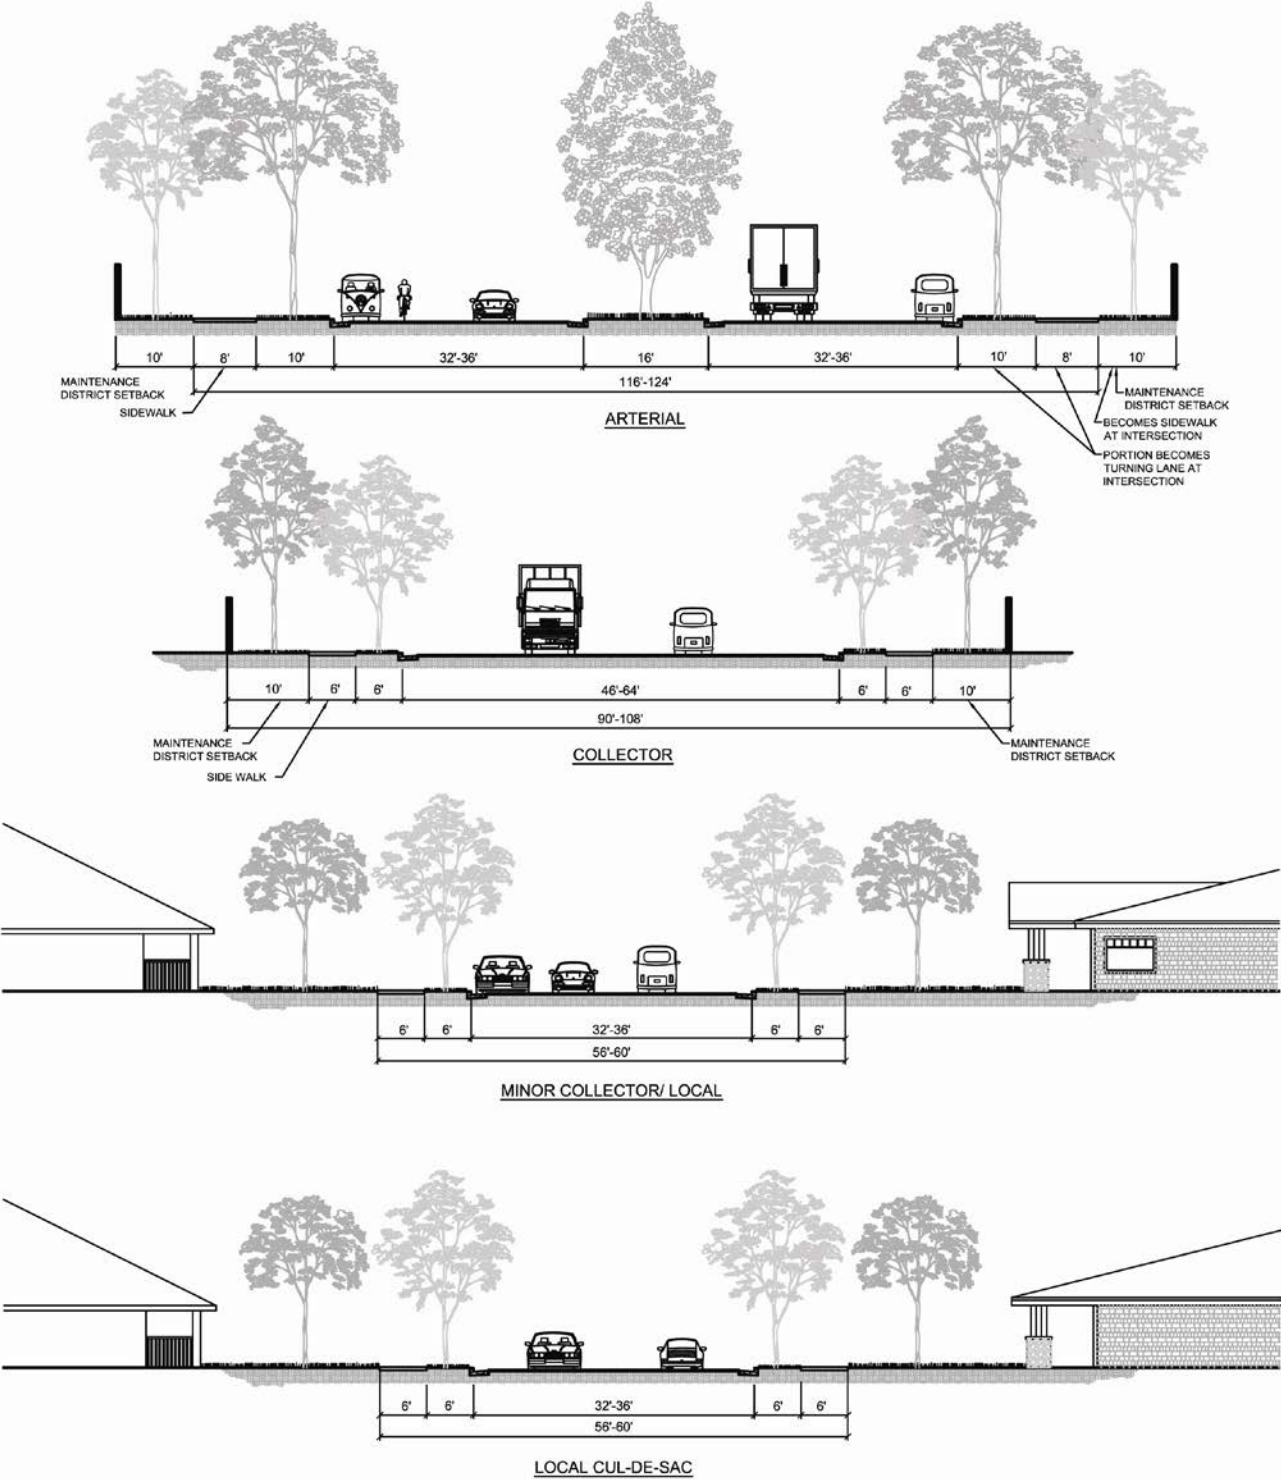 10' 8' 10' 32'-36' 16' 32'-36' 10' 8' 10'
116'-124'
MAINTENANCE
DISTRICT SETBACK
SIDEWALK
ARTERIAL
MAINTENANCE
DISTRICT SETBACK
BECOMES SIDEWALK
AT INTERSECTION
PORTION BECOMES
TURNING LANE AT
INTERSECTION
10' 6' 6' 46'-64' 6' 6' 10'
90'-108'
MAINTENANCE
DISTRICT SETBACK
SIDE WALK
COLLECTOR
MAINTENANCE
DISTRICT SETBACK
6' 6' 32'-36' 6' 6'
56'-60'
MINOR COLLECTOR/ LOCAL
6' 6' 32'-36' 6' 6'
56'-60'
LOCAL CUL-DE-SAC